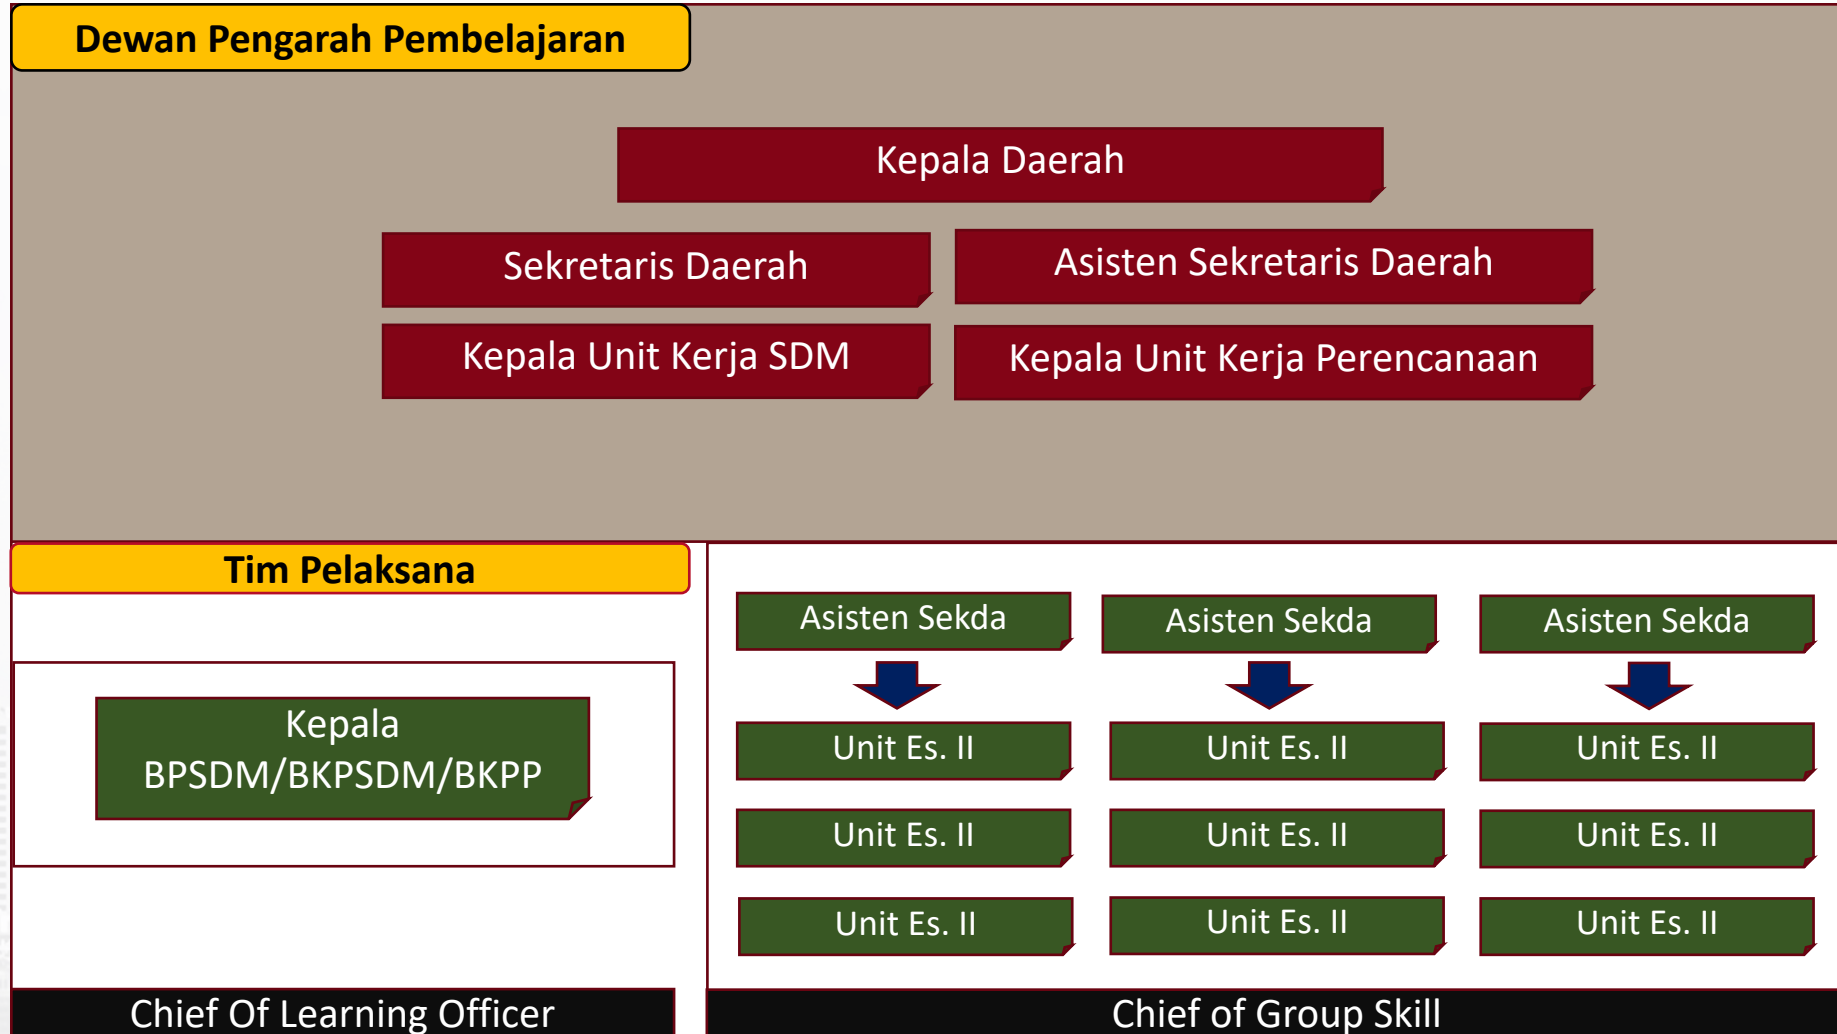 Dewan Pengarah Pembelajaran
Kepala Daerah
Sekretaris Daerah
Asisten Sekretaris Daerah
Kepala Unit Kerja SDM
Kepala Unit Kerja Perencanaan
Tim Pelaksana
Kepala
BPSDM/BKPSDM/BKPP
Chief Of Learning Officer
Asisten Sekda
Asisten Sekda
Asisten Sekda
Unit Es. II
Unit Es. II
Unit Es. II
Unit Es. II
Unit Es. II
Unit Es. II
Unit Es. II
Unit Es. II
Unit Es. II
Chief of Group Skill